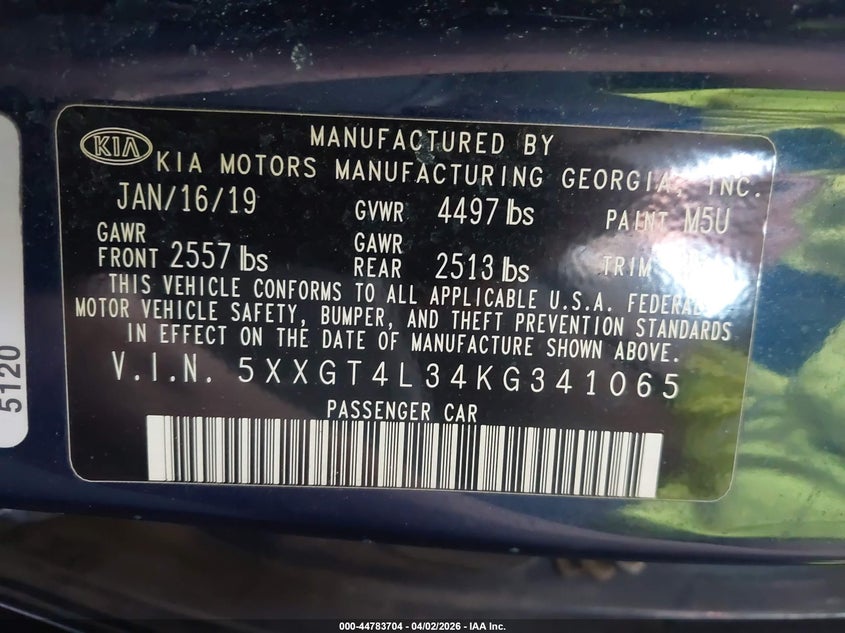 KIA
MANUFACTURED BY
KIA MOTORS MANUFACTURING GEORGIA, INC.
JAN/16/19 GVWR 4497 lbs PAINT M5U
GAWR FRONT 2557 lbs GAWR REAR 2513 lbs TRIM
THIS VEHICLE CONFORMS TO ALL APPLICABLE U.S.A. FEDERAL
MOTOR VEHICLE SAFETY, BUMPER, AND THEFT PREVENTION STANDARDS
IN EFFECT ON THE DATE OF MANUFACTURE SHOWN ABOVE.
V.I.N. 5XXGT4L34KG341065
PASSENGER CAR
5120
000-44783704 - 04/02/2026 - IAA Inc.